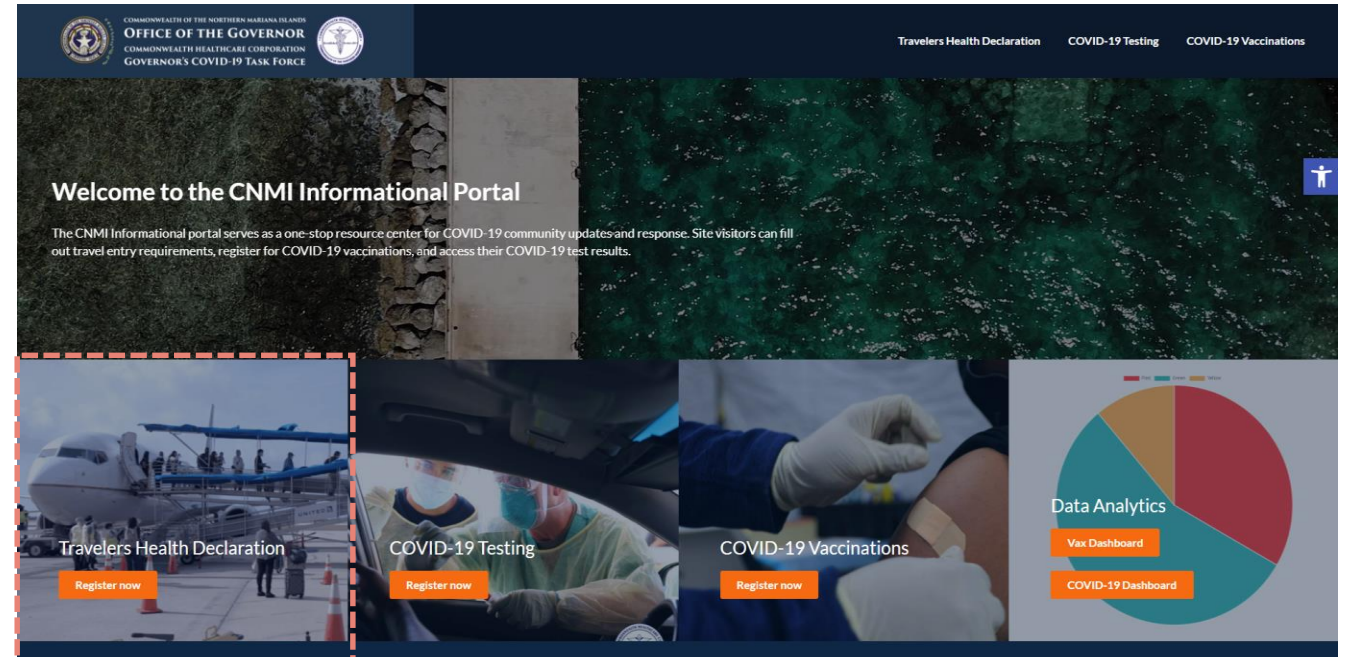 COMMONWEALTH OF THE NORTHERN MARIANA ISLANDS
OFFICE OF THE GOVERNOR
COMMONWEALTH HEALTHCARE CORPORATION
GOVERNOR'S COVID-19 TASK FORCE
Travelers Health Declaration COVID-19 Testing COVID-19 Vaccinations
Welcome to the CNMI Informational Portal
The CNMI Informational portal serves as a one-stop resource center for COVID-19 community updates and response. Site visitors can fill
out travel entry requirements, register for COVID-19 vaccinations, and access their COVID-19 test results.
UNITED
Travelers Health Declaration
Register now
COVID-19 Testing
Register now
COVID-19 Vaccinations
Register now
Data Analytics
Vax Dashboard
COVID-19 Dashboard